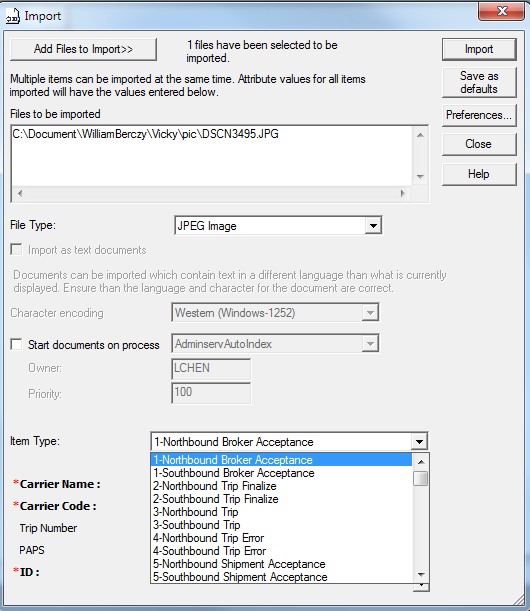 Import
Add Files to Import>>
1 files have been selected to be
imported.
Import
Multiple items can be imported at the same time. Attribute values for all items
imported will have the values entered below.
Save as
defaults
Files to be imported
Preferences...
C:\Document\WilliamBerczy\Vicky\pic\DSCN3495.JPG
Close
Help
File Type:
JPEG Image
Import as text documents
Documents can be imported which contain text in a different language than what is currently
displayed. Ensure than the language and character for the document are correct.
Character encoding
Western (Windows-1252)
Start documents on process
AdminservAutoIndex
Owner:
LCHEN
Priority:
100
Item Type:
1-Northbound Broker Acceptance
1-Northbound Broker Acceptance
1-Southbound Broker Acceptance
2-Northbound Trip Finalize
2-Southbound Trip Finalize
3-Northbound Trip
3-Southbound Trip
4-Northbound Trip Error
4-Southbound Trip Error
5-Northbound Shipment Acceptance
5-Southbound Shipment Acceptance
*Carrier Name :
*Carrier Code :
Trip Number
PAPS
*ID :